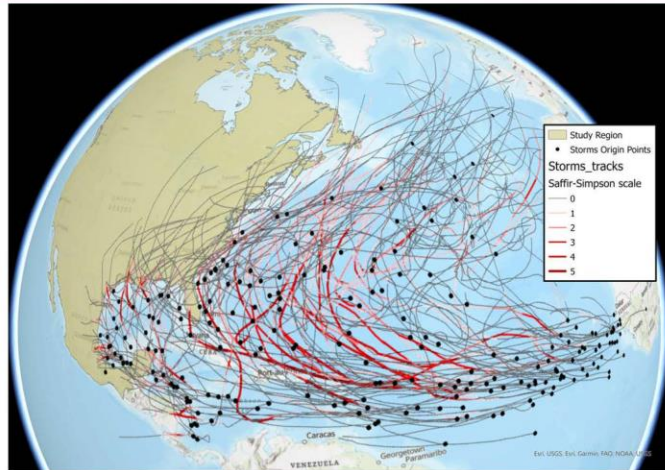 Study Region
Storms Origin Points
Storms_tracks
Saffir-Simpson scale
0
1
2
3
4
5
Caracas
Georgetown
Paramaribo
VENEZUELA
Esri, USGS, Esri, Garmin, FAO, NOAA, USGS